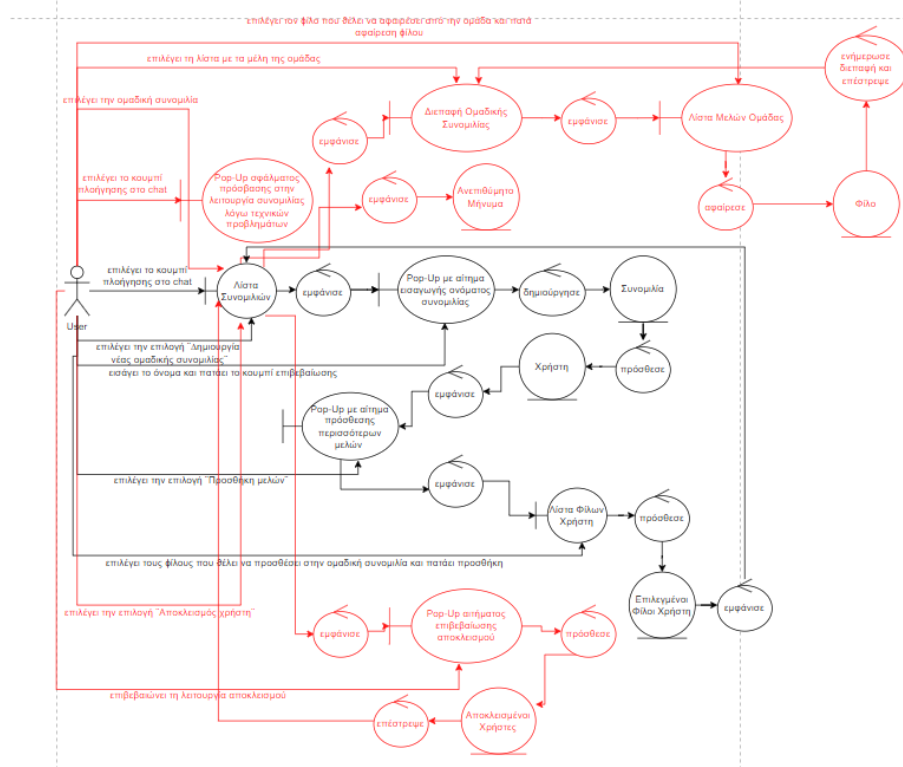 επιλέγει τον φίλο που θέλει να αφαιρέσει από την ομάδα και πατά
αφαίρεση φίλου
ενήμερωσε
διεπαφή και
επέστρεψε
επιλέγει τη λίστα με τα μέλη της ομάδας
επιλέγει την ομαδική συνομιλία
Διεπαφή Ομαδικής
Συνομιλίας
εμφάνισε
Λίστα Μελών Ομάδας
εμφάνισε
επιλέγει το κουμπί
πλοήγησης στο chat
Pop-Up σφάλματος
πρόσβασης στην
λειτουργία συνομιλίας
λόγω τεχνικών
προβλημάτων
εμφάνισε
Ανεπιθύμητο
Μήνυμα
αφαίρεσε
Φίλο
επιλέγει το κουμπί
πλοήγησης στο chat
Λίστα
Συνομιλιών
εμφάνισε
Pop-Up με αίτημα
εισαγωγής ονόματος
συνομιλίας
δημιούργησε
Συνομιλία
User
επιλέγει την επιλογή "Δημιουργία
νέας ομαδικής συνομιλίας"
εισάγει το όνομα και πατάει το κουμπί επιβεβαίωσης
Χρήστη
πρόσθεσε
εμφάνισε
Pop-Up με αίτημα
πρόσθεσης
περισσότερων
μελών
επιλέγει την επιλογή "Προσθήκη μελών"
εμφάνισε
Λίστα Φίλων
Χρήστη
πρόσθεσε
επιλέγει τους φίλους που θέλει να προσθέσει στην ομαδική συνομιλία και πατάει προσθήκη
Επιλεγμένοι
Φίλοι Χρήστη
εμφάνισε
επιλέγει την επιλογή "Αποκλεισμός χρήστη"
εμφάνισε
Pop-Up αιτήματος
επιβεβαίωσης
αποκλεισμού
πρόσθεσε
επιβεβαιώνει τη λειτουργία αποκλεισμού
επέστρεψε
Αποκλεισμένοι
Χρήστες